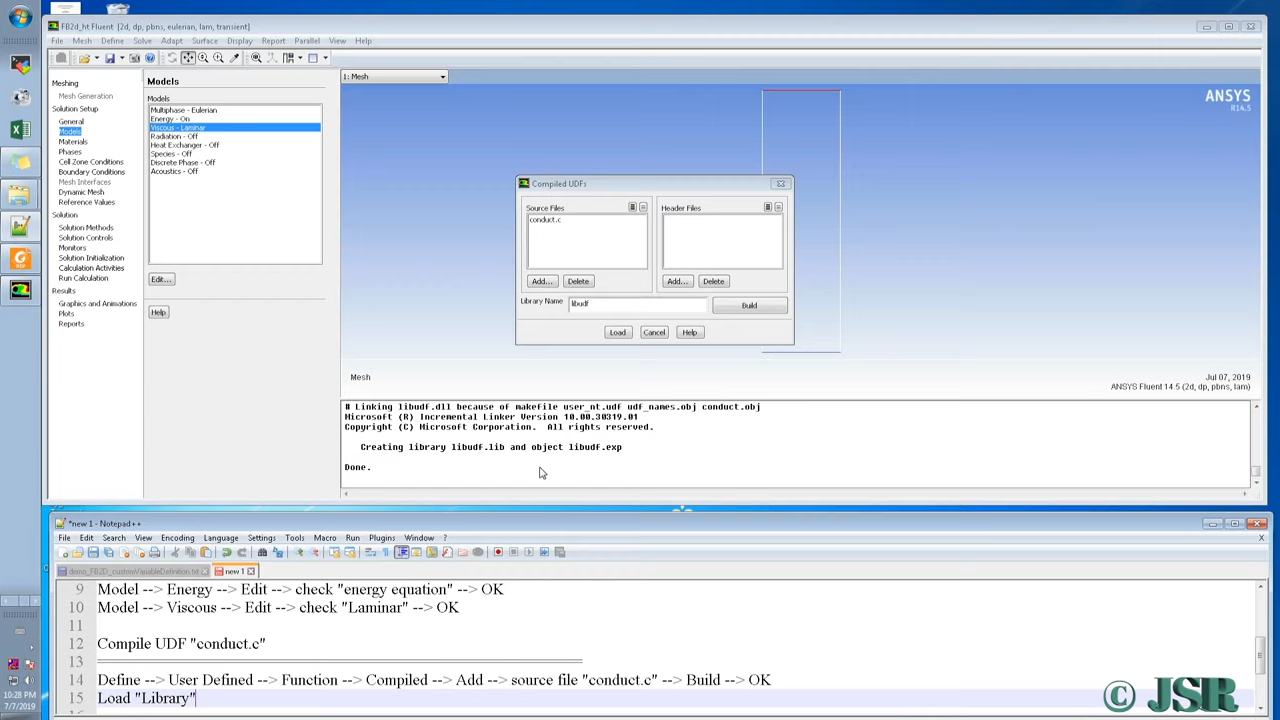 FB2d_ht Fluent [2d, dp, pbns, eulerian, lam, transient]
File Mesh Define Solve Adapt Surface Display Report Parallel View Help
Meshing
Mesh Generation
Solution Setup
General
Models
Materials
Phases
Cell Zone Conditions
Boundary Conditions
Mesh Interfaces
Dynamic Mesh
Reference Values
Solution
Solution Methods
Solution Controls
Monitors
Solution Initialization
Calculation Activities
Run Calculation
Results
Graphics and Animations
Plots
Reports
Models
Models
Multiphase - Eulerian
Energy - On
Viscous - Laminar
Radiation - Off
Heat Exchanger - Off
Species - Off
Discrete Phase - Off
Acoustics - Off
Edit...
Help
1: Mesh
ANSYS
R14.5
Compiled UDFs
Source Files
conduct.c
Add... Delete
Header Files
Add... Delete
Library Name libudf Build
Load Cancel Help
Mesh
Jul 07, 2019
ANSYS Fluent 14.5 (2d, dp, pbns, lam)
# Linking libudf.dll because of makefile user_nt.udf udf_names.obj conduct.obj
Microsoft (R) Incremental Linker Version 10.00.30319.01
Copyright (C) Microsoft Corporation. All rights reserved.
Creating library libudf.lib and object libudf.exp
Done.
*new 1 - Notepad++
File Edit Search View Encoding Language Settings Tools Macro Run Plugins Window ?
X
demo_FB2D_customVariableDefinition.txt new 1
9 Model --> Energy --> Edit --> check "energy equation" --> OK
10 Model --> Viscous --> Edit --> check "Laminar" --> OK
11
12 Compile UDF "conduct.c"
13 ==========================================
14 Define --> User Defined --> Function --> Compiled --> Add --> source file "conduct.c" --> Build --> OK
15 Load "Library"
10:28 PM
7/7/2019
© JSR